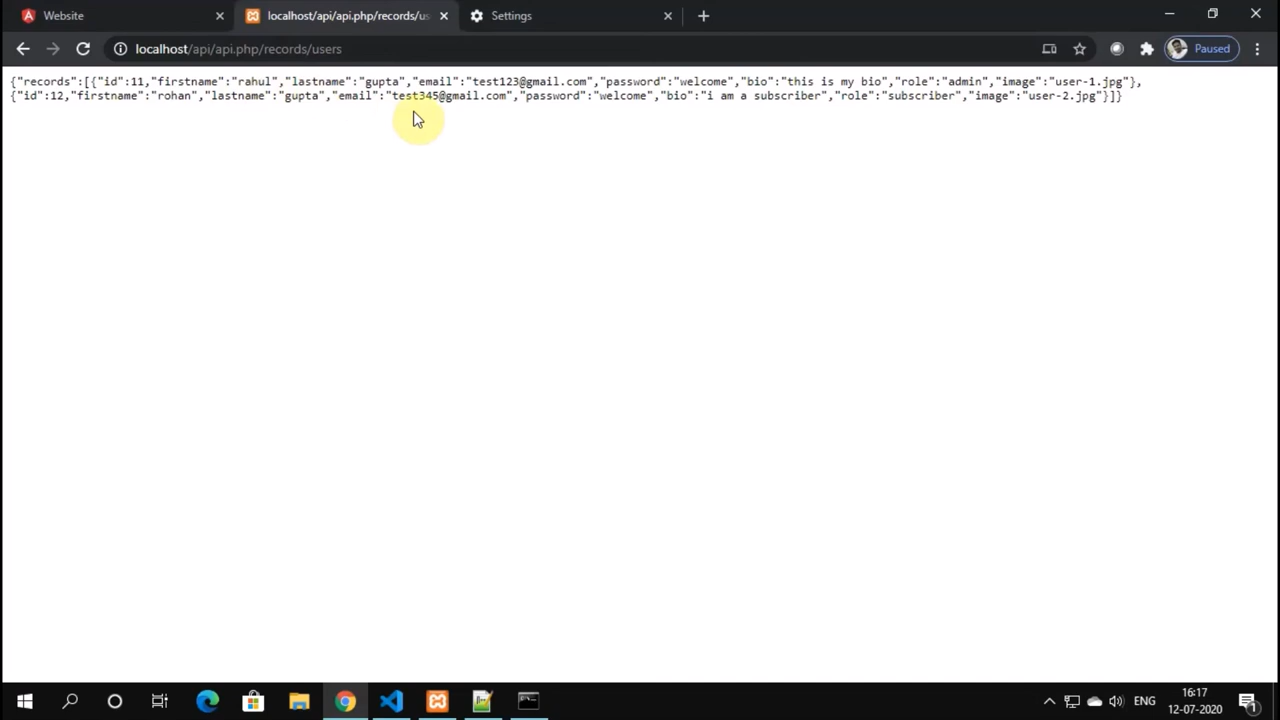 Website
localhost/api/api.php/records/us
Settings
localhost/api/api.php/records/users
Paused
{"records":[{"id":11,"firstname":"rahul","lastname":"gupta","email":"test123@gmail.com","password":"welcome","bio":"this is my bio","role":"admin","image":"user-1.jpg"},
{"id":12,"firstname":"rohan","lastname":"gupta","email":"test345@gmail.com","password":"welcome","bio":"i am a subscriber","role":"subscriber","image":"user-2.jpg"}]}
ENG
16:17
12-07-2020
1